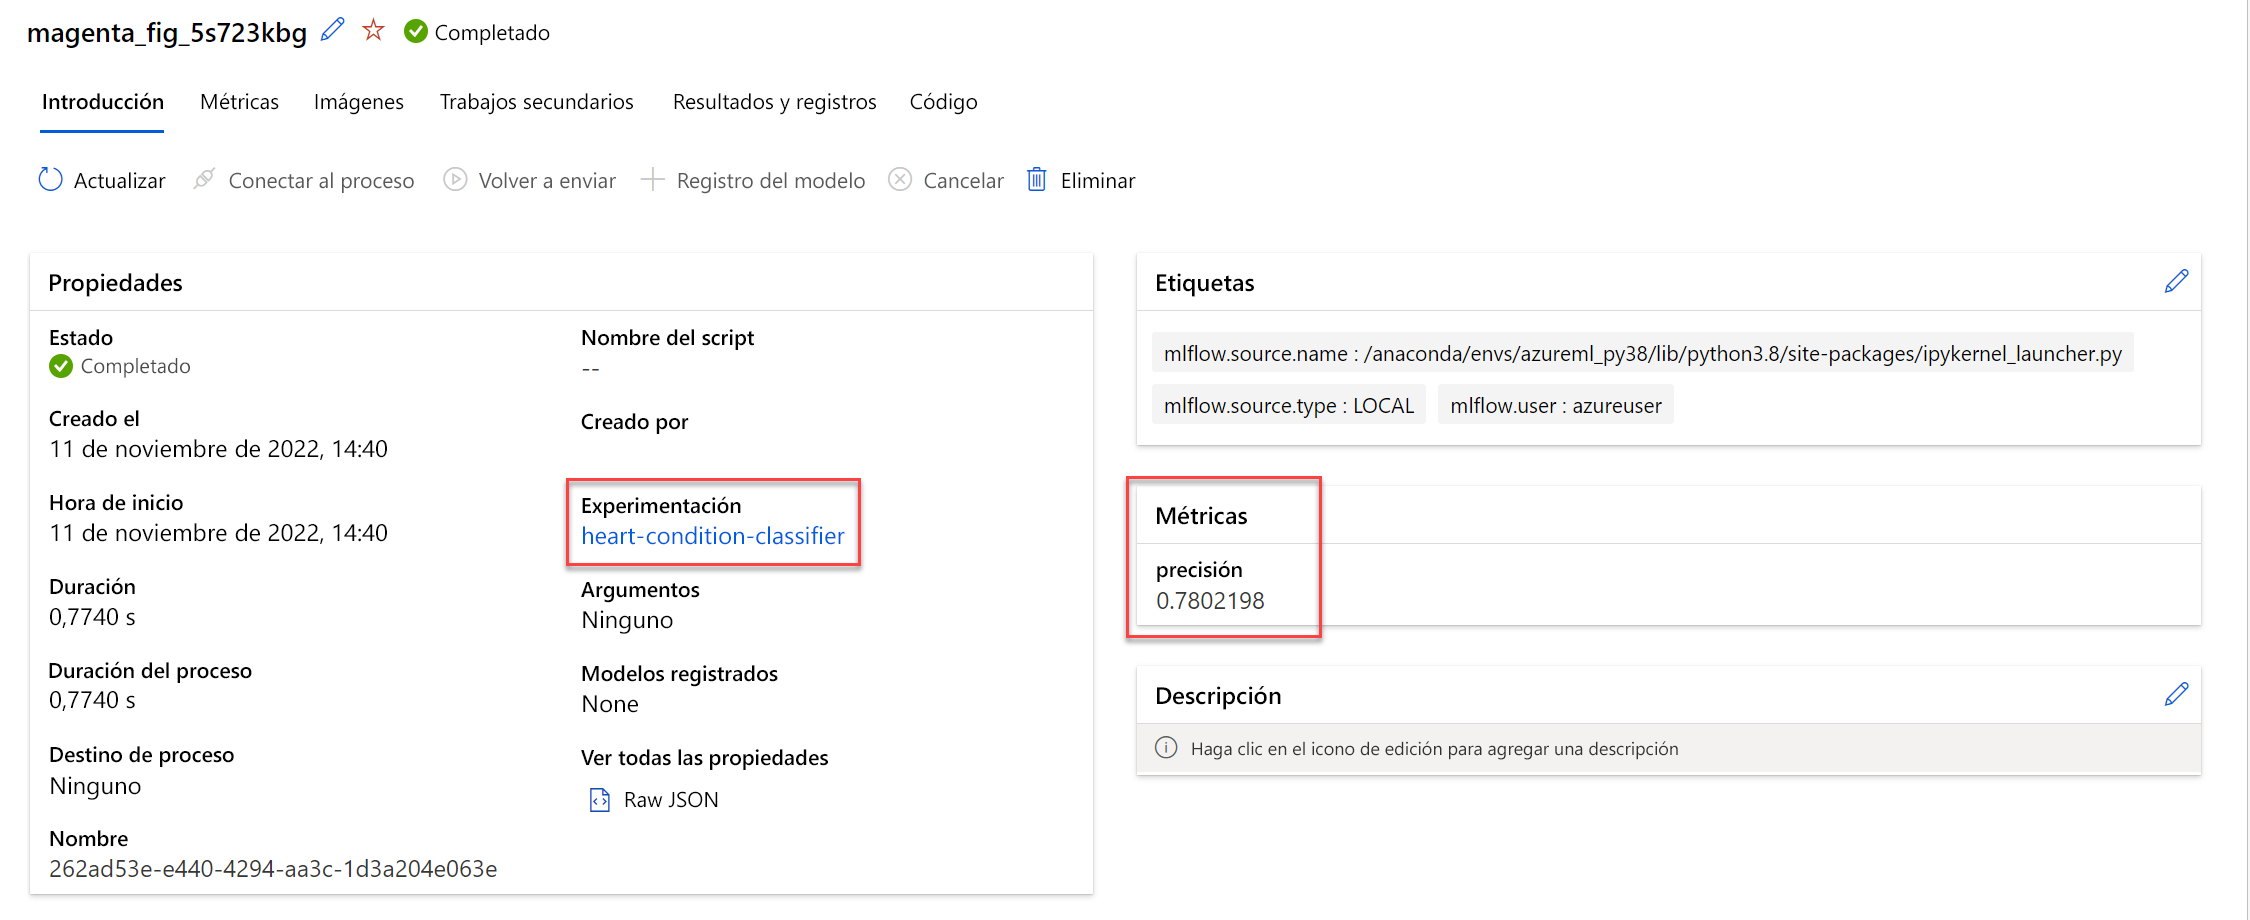 magenta_fig_5s723kbg
Completado
Introducción
Métricas
Imágenes
Trabajos secundarios
Resultados y registros
Código
Actualizar
Conectar al proceso
Volver a enviar
Registro del modelo
Cancelar
Eliminar
Propiedades
Estado
Completado
Creado el
11 de noviembre de 2022, 14:40
Hora de inicio
11 de noviembre de 2022, 14:40
Duración
0,7740 s
Duración del proceso
0,7740 s
Destino de proceso
Ninguno
Nombre
262ad53e-e440-4294-aa3c-1d3a204e063e
Nombre del script
--
Creado por
Experimentación
heart-condition-classifier
Argumentos
Ninguno
Modelos registrados
None
Ver todas las propiedades
Raw JSON
Etiquetas
mlflow.source.name : /anaconda/envs/azureml_py38/lib/python3.8/site-packages/ipykernel_launcher.py
mlflow.source.type : LOCAL
mlflow.user : azureuser
Métricas
precisión
0.7802198
Descripción
Haga clic en el icono de edición para agregar una descripción